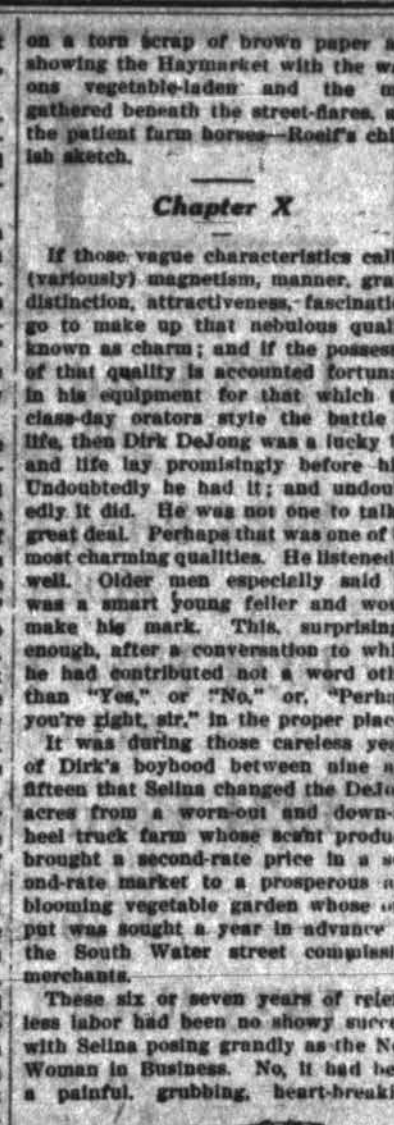 on a torn scrap of brown paper a
showing the Haymarket with the w
ons vegetable-laden and the m
gathered beneath the street-flares, a
the patient farm horses—Roelf's chi
ish sketch.
Chapter X
If those vague characteristics call
(variously) magnetism, manner, gra
distinction, attractiveness, fascinatio
go to make up that nebulous qual
known as charm; and if the possess
of that quality is accounted fortuna
in his equipment for that which t
class-day orators style the battle
life, then Dirk DeJong was a lucky
and life lay promisingly before hi
Undoubtedly he had it; and undou
edly it did. He was not one to talk
great deal. Perhaps that was one of
most charming qualities. He listened
well. Older men especially said
was a smart young feller and wou
make his mark. This, surprising
enough, after a conversation to whi
he had contributed not a word oth
than "Yes," or "No," or, "Perha
you're right, sir," in the proper plac
It was during those careless yea
of Dirk's boyhood between nine a
fifteen that Selina changed the DeJo
acres from a worn-out and down-
heel truck farm whose scant produ
brought a second-rate price in a s
ond-rate market to a prosperous a
blooming vegetable garden whose o
put was sought a year in advance
the South Water street commissi
merchants.
These six or seven years of relen
less labor had been no showy succe
with Selina posing grandly as the Ne
Woman in Business. No, it had be
a painful, grubbing, heart-breaki